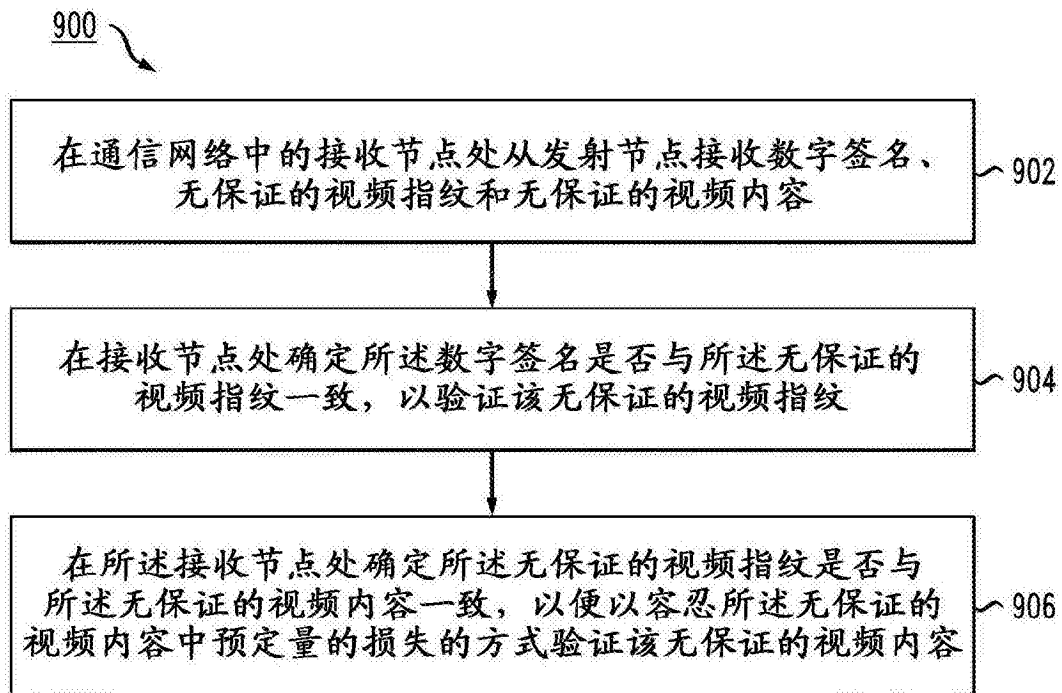 900
在通信网络中的接收节点处从发射节点接收数字签名、
无保证的视频指纹和无保证的视频内容
902
在接收节点处确定所述数字签名是否与所述无保证的
视频指纹一致，以验证该无保证的视频指纹
904
在所述接收节点处确定所述无保证的视频指纹是否与
所述无保证的视频内容一致，以便以容忍所述无保证的
视频内容中预定量的损失的方式验证该无保证的视频内容
906